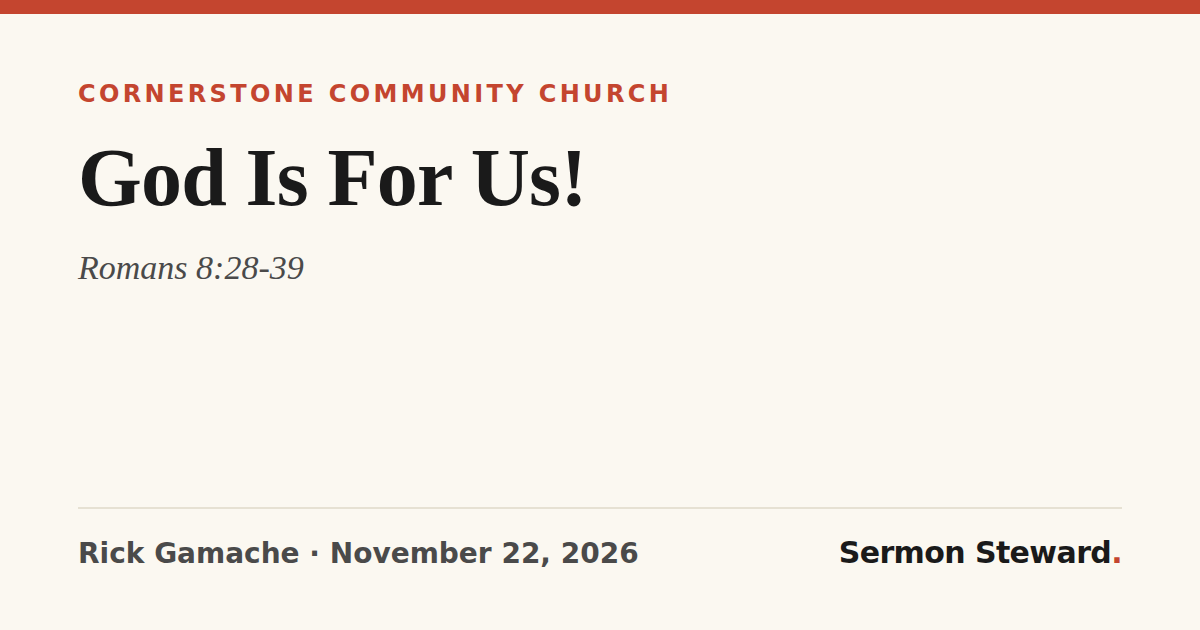 CORNERSTONE COMMUNITY CHURCH
God Is For Us!
Romans 8:28-39
Rick Gamache · November 22, 2026
Sermon Steward.